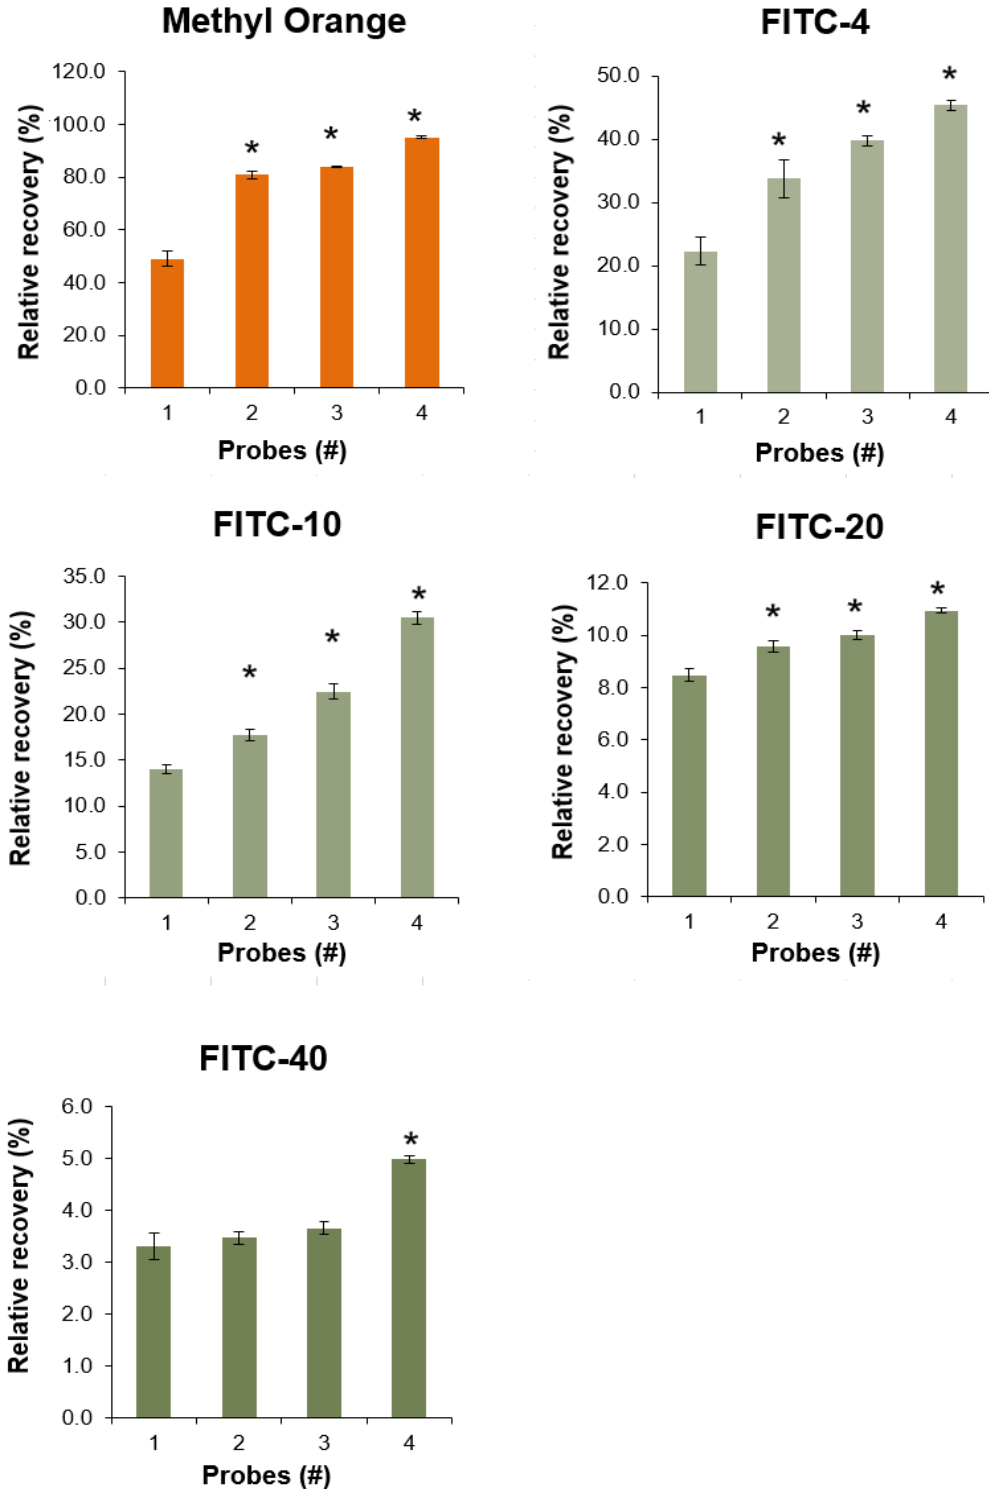 Methyl Orange
Relative recovery (%)
120.0
100.0
80.0
60.0
40.0
20.0
0.0
*
*
*
1 2 3 4
Probes (#)
FITC-4
Relative recovery (%)
50.0
40.0
30.0
20.0
10.0
0.0
*
*
*
1 2 3 4
Probes (#)
FITC-10
Relative recovery (%)
35.0
30.0
25.0
20.0
15.0
10.0
5.0
0.0
*
*
*
1 2 3 4
Probes (#)
FITC-20
Relative recovery (%)
12.0
10.0
8.0
6.0
4.0
2.0
0.0
*
*
*
1 2 3 4
Probes (#)
FITC-40
Relative recovery (%)
6.0
5.0
4.0
3.0
2.0
1.0
0.0
*
1 2 3 4
Probes (#)